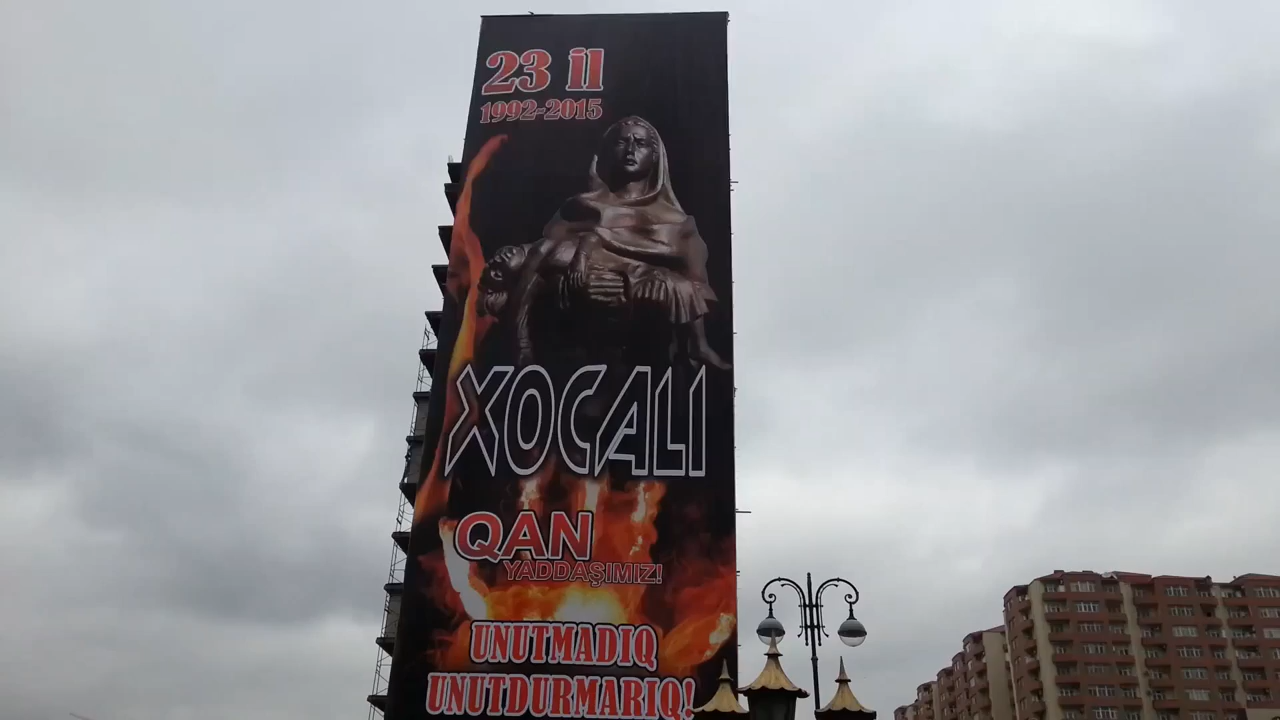 23 il
1992-2015
XOCALI
QAN
YADDAŞIMIZ!
UNUTMADIQ
UNUTDURMARIQ!